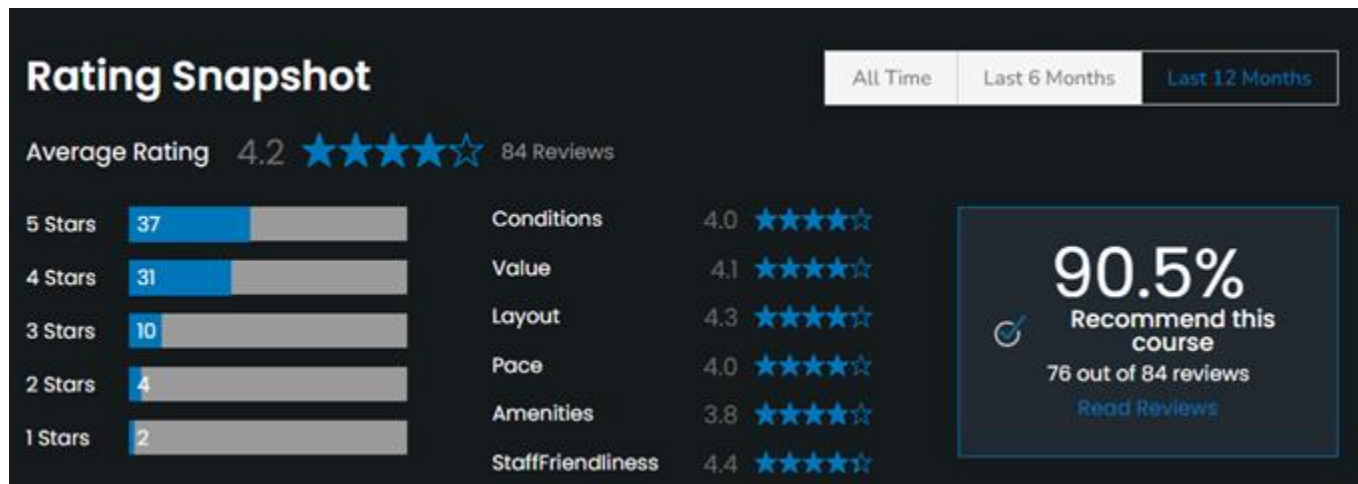 Rating Snapshot
All Time Last 6 Months Last 12 Months
Average Rating 4.2 84 Reviews
5 Stars 37
4 Stars 31
3 Stars 10
2 Stars 4
1 Stars 2
Conditions 4.0
Value 4.1
Layout 4.3
Pace 4.0
Amenities 3.8
StaffFriendliness 4.4
90.5%
Recommend this
course
76 out of 84 reviews
Read Reviews